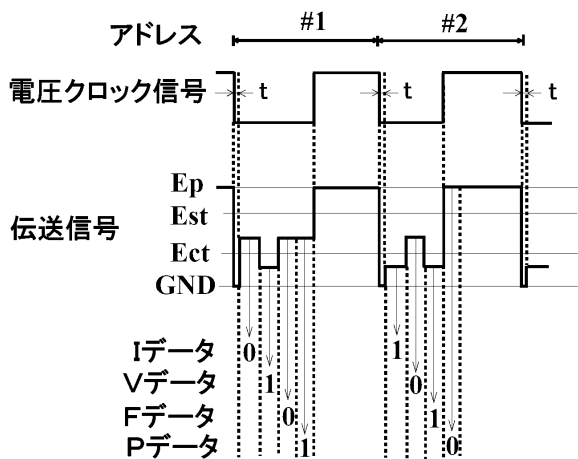 アドレス #1 #2
電圧クロック信号 t t t
Ep
Est
伝送信号
Ect
GND
Iデータ 0 1
Vデータ 1 0
Fデータ 0 1
Pデータ 1 0